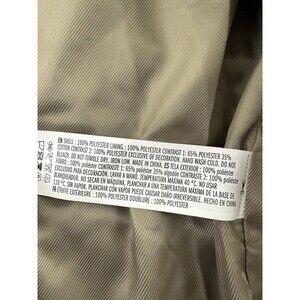 EN SHELL : 100% POLYESTER LINING : 100% POLYESTER CONTRAST 1: 65% POLYESTER 35%
COTTON CONTRAST 2: 100% POLYESTER EXCLUSIVE OF DECORATION. HAND WASH COLD. DO NOT
BLEACH. DO NOT TUMBLE DRY. IRON LOW. MADE IN CHINA. ES TELA EXTERIOR : 100% poliéster
FORRO: 100% poliéster CONTRASTE 1: 65% poliéster 35% algodón CONTRASTE 2: 100% poliéster
EXCLUSIVO PARA DECORACIÓN. LAVAR A MANO. TEMPERATURA MÁXIMA 40 °C. NO USAR
BLANQUEADOR. NO SECAR EN MÁQUINA, PLANCHAR A UNA TEMPERATURA MÁXIMA DE LA BASE DE
110 °C, SIN VAPOR, PLANCHAR CON VAPOR PUEDE CAUSAR DAÑO IRREVERSIBLE. HECHO EN CHINA.
FR ÉTOFFE EXTÉRIEURE : 100% POLYESTER DOUBLURE : 100% POLYESTER